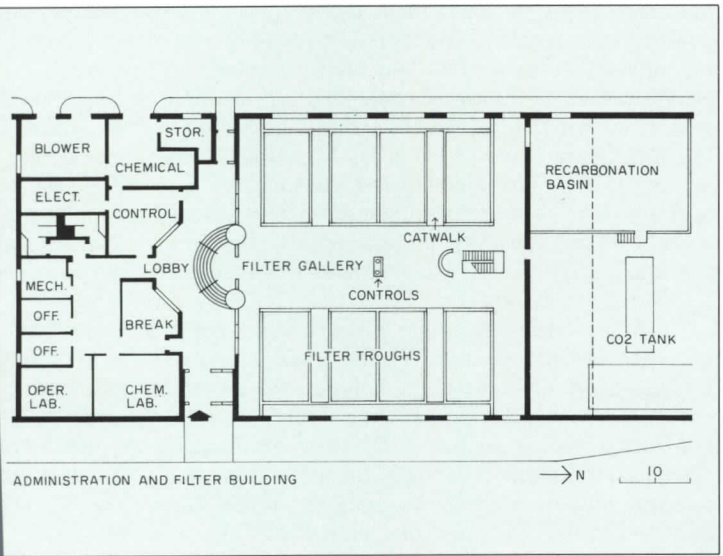 STOR.
BLOWER
CHEMICAL
RECARBONATION
BASIN
ELECT.
CONTROL
CATWALK
LOBBY
FILTER GALLERY
MECH.
CONTROLS
OFF.
BREAK
OFF.
FILTER TROUGHS
CO2 TANK
OPER.
LAB.
CHEM.
LAB.
ADMINISTRATION AND FILTER BUILDING
N
10